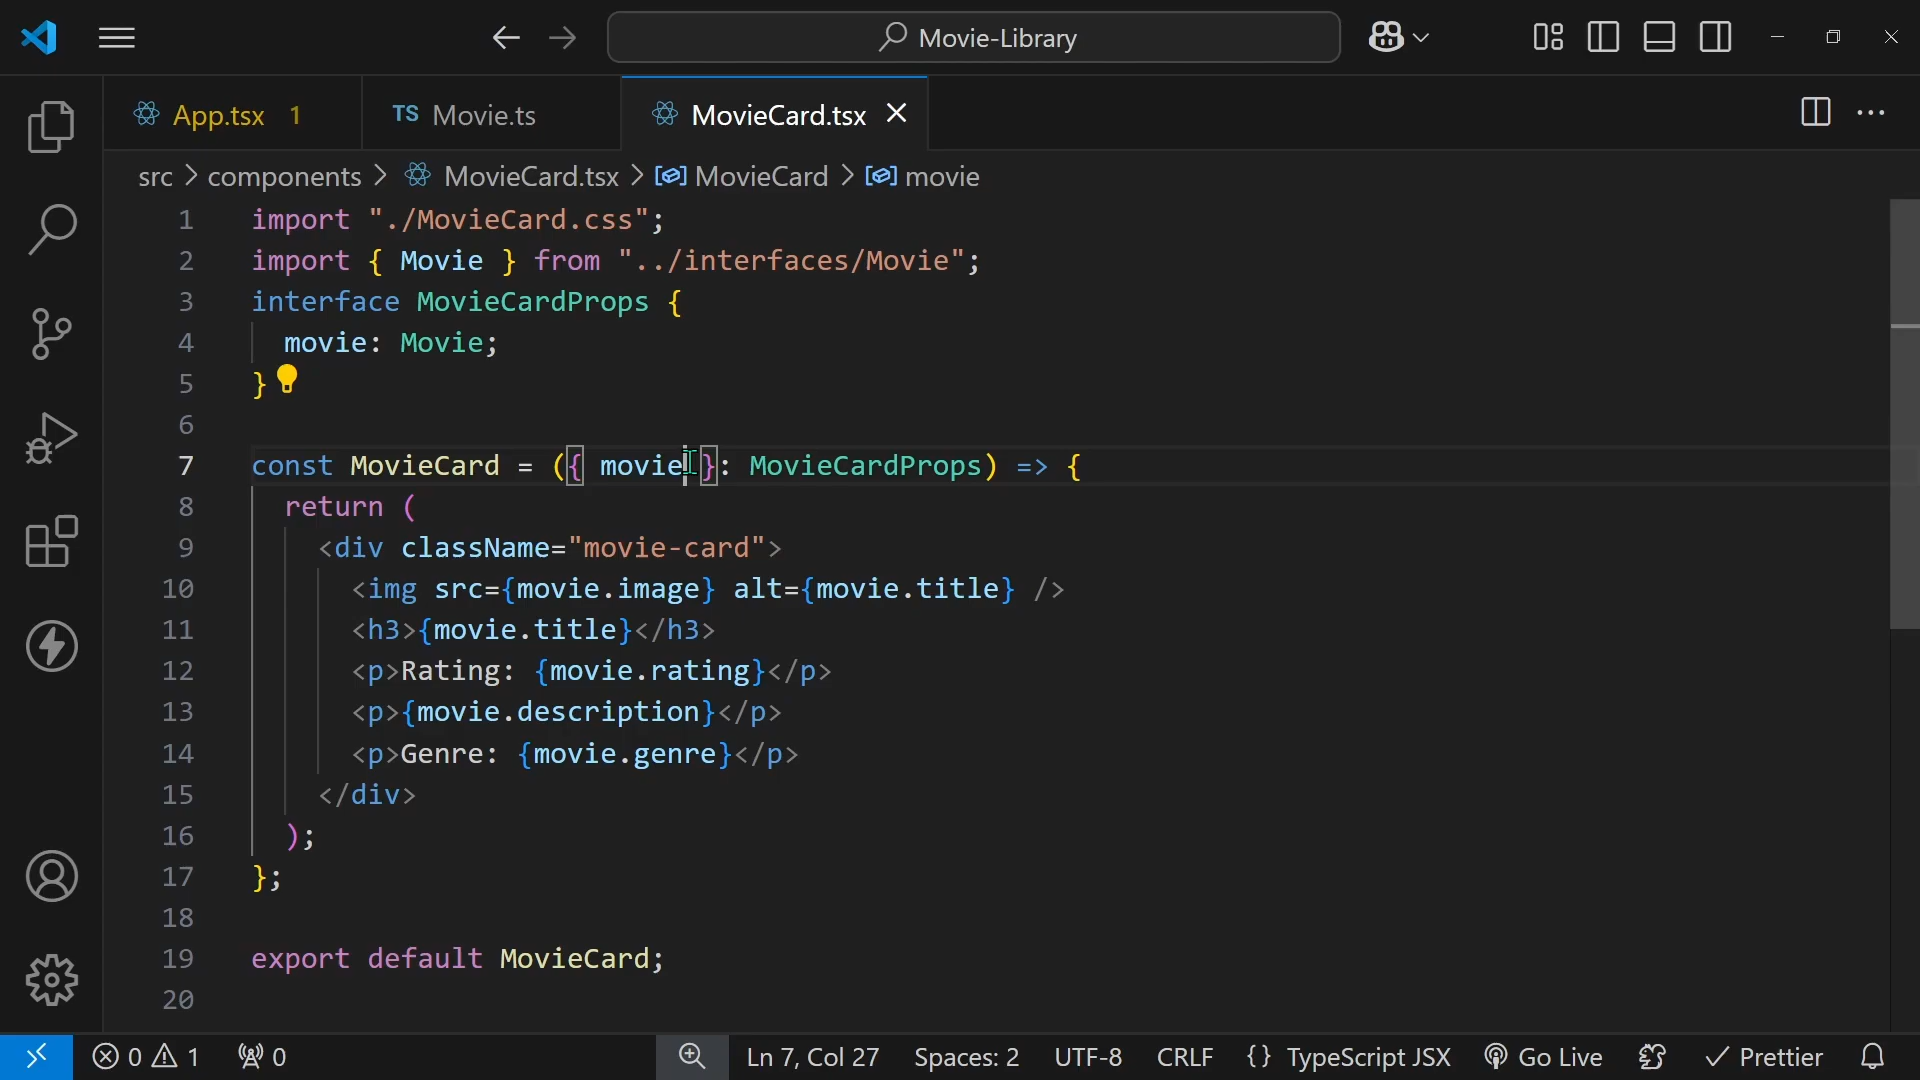 Movie-Library
App.tsx 1
TS Movie.ts
MovieCard.tsx
src > components > MovieCard.tsx > MovieCard > movie
1 import "./MovieCard.css";
2 import { Movie } from "../interfaces/Movie";
3 interface MovieCardProps {
4   movie: Movie;
5 }
6
7 const MovieCard = ({ movie }: MovieCardProps) => {
8   return (
9     <div className="movie-card">
10       <img src={movie.image} alt={movie.title} />
11       <h3>{movie.title}</h3>
12       <p>Rating: {movie.rating}</p>
13       <p>{movie.description}</p>
14       <p>Genre: {movie.genre}</p>
15     </div>
16   );
17 };
18
19 export default MovieCard;
20
0 1 0 Ln 7, Col 27 Spaces: 2 UTF-8 CRLF {} TypeScript JSX Go Live Prettier